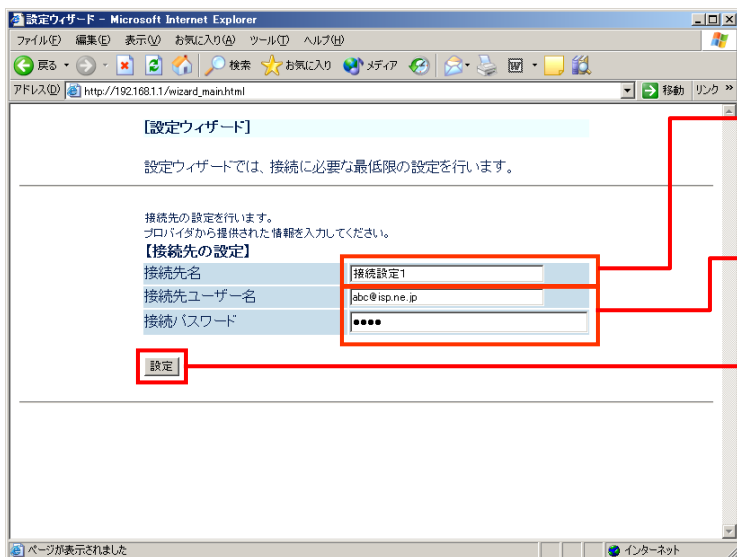 設定ウィザード - Microsoft Internet Explorer
ファイル(F) 編集(E) 表示(V) お気に入り(A) ツール(T) ヘルプ(H)
戻る 検索 お気に入り メディア
アドレス(D) http://192.168.1.1/wizard_main.html 移動 リンク »
[設定ウィザード]
設定ウィザードでは、接続に必要な最低限の設定を行います。
接続先の設定を行います。
プロバイダから提供された情報を入力してください。
【接続先の設定】
接続先名 接続設定1
接続先ユーザー名 abc@isp.ne.jp
接続パスワード ●●●●
設定
ページが表示されました インターネット